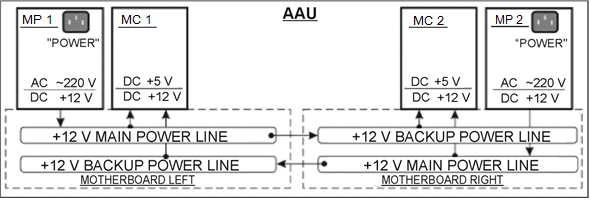 AAU
MP 1
MC 1
MC 2
MP 2
"POWER"
"POWER"
AC ~220 V
DC +12 V
DC +5 V
DC +12 V
DC +5 V
DC +12 V
AC ~220 V
DC +12 V
+12 V MAIN POWER LINE
+12 V BACKUP POWER LINE
+12 V BACKUP POWER LINE
+12 V MAIN POWER LINE
MOTHERBOARD LEFT
MOTHERBOARD RIGHT